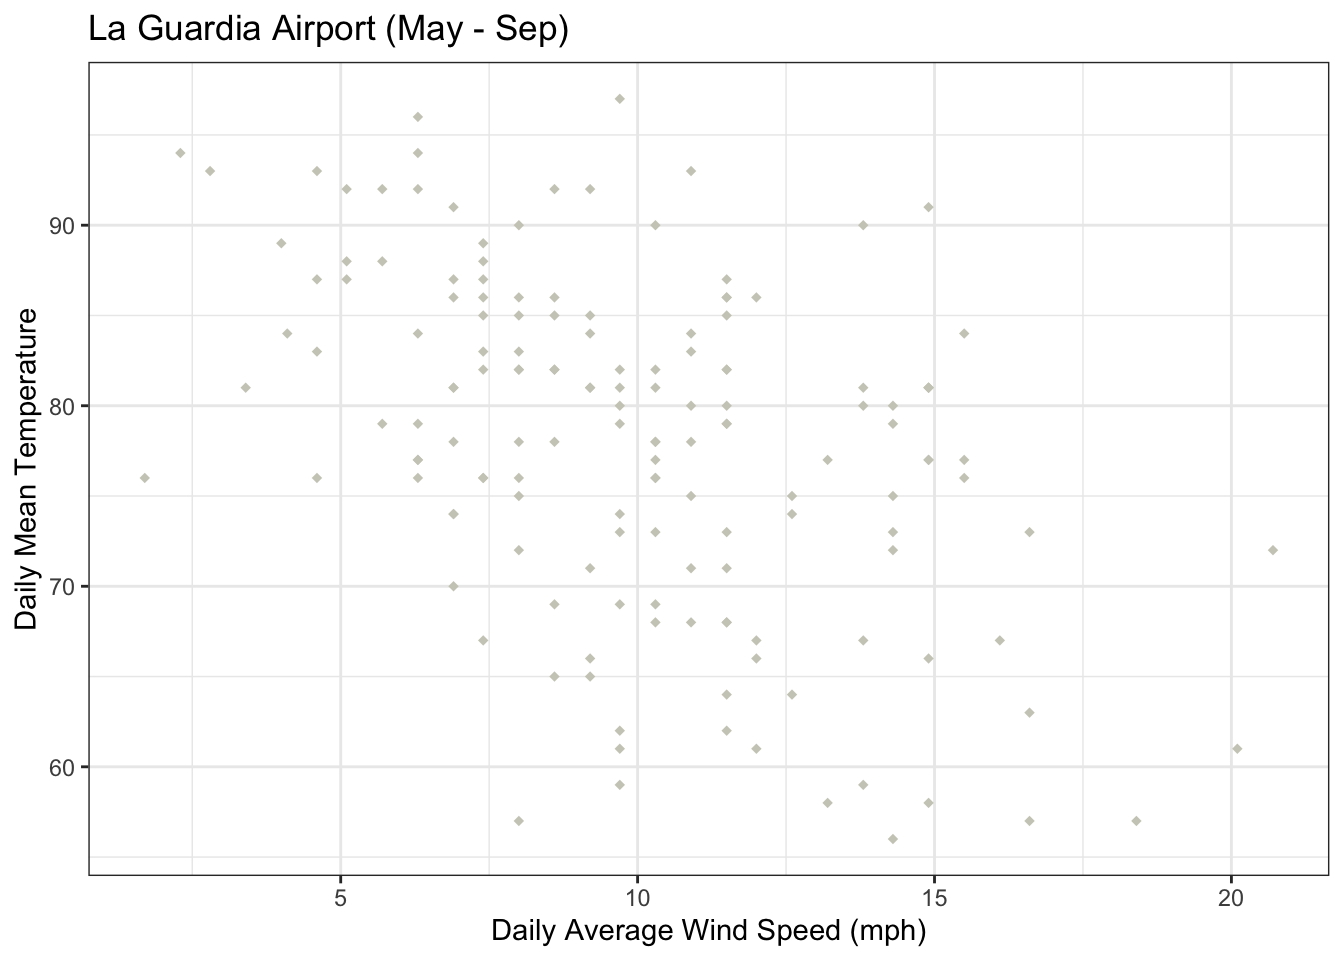 La Guardia Airport (May - Sep)
Daily Mean Temperature
90
80
70
60
5 10 15 20
Daily Average Wind Speed (mph)